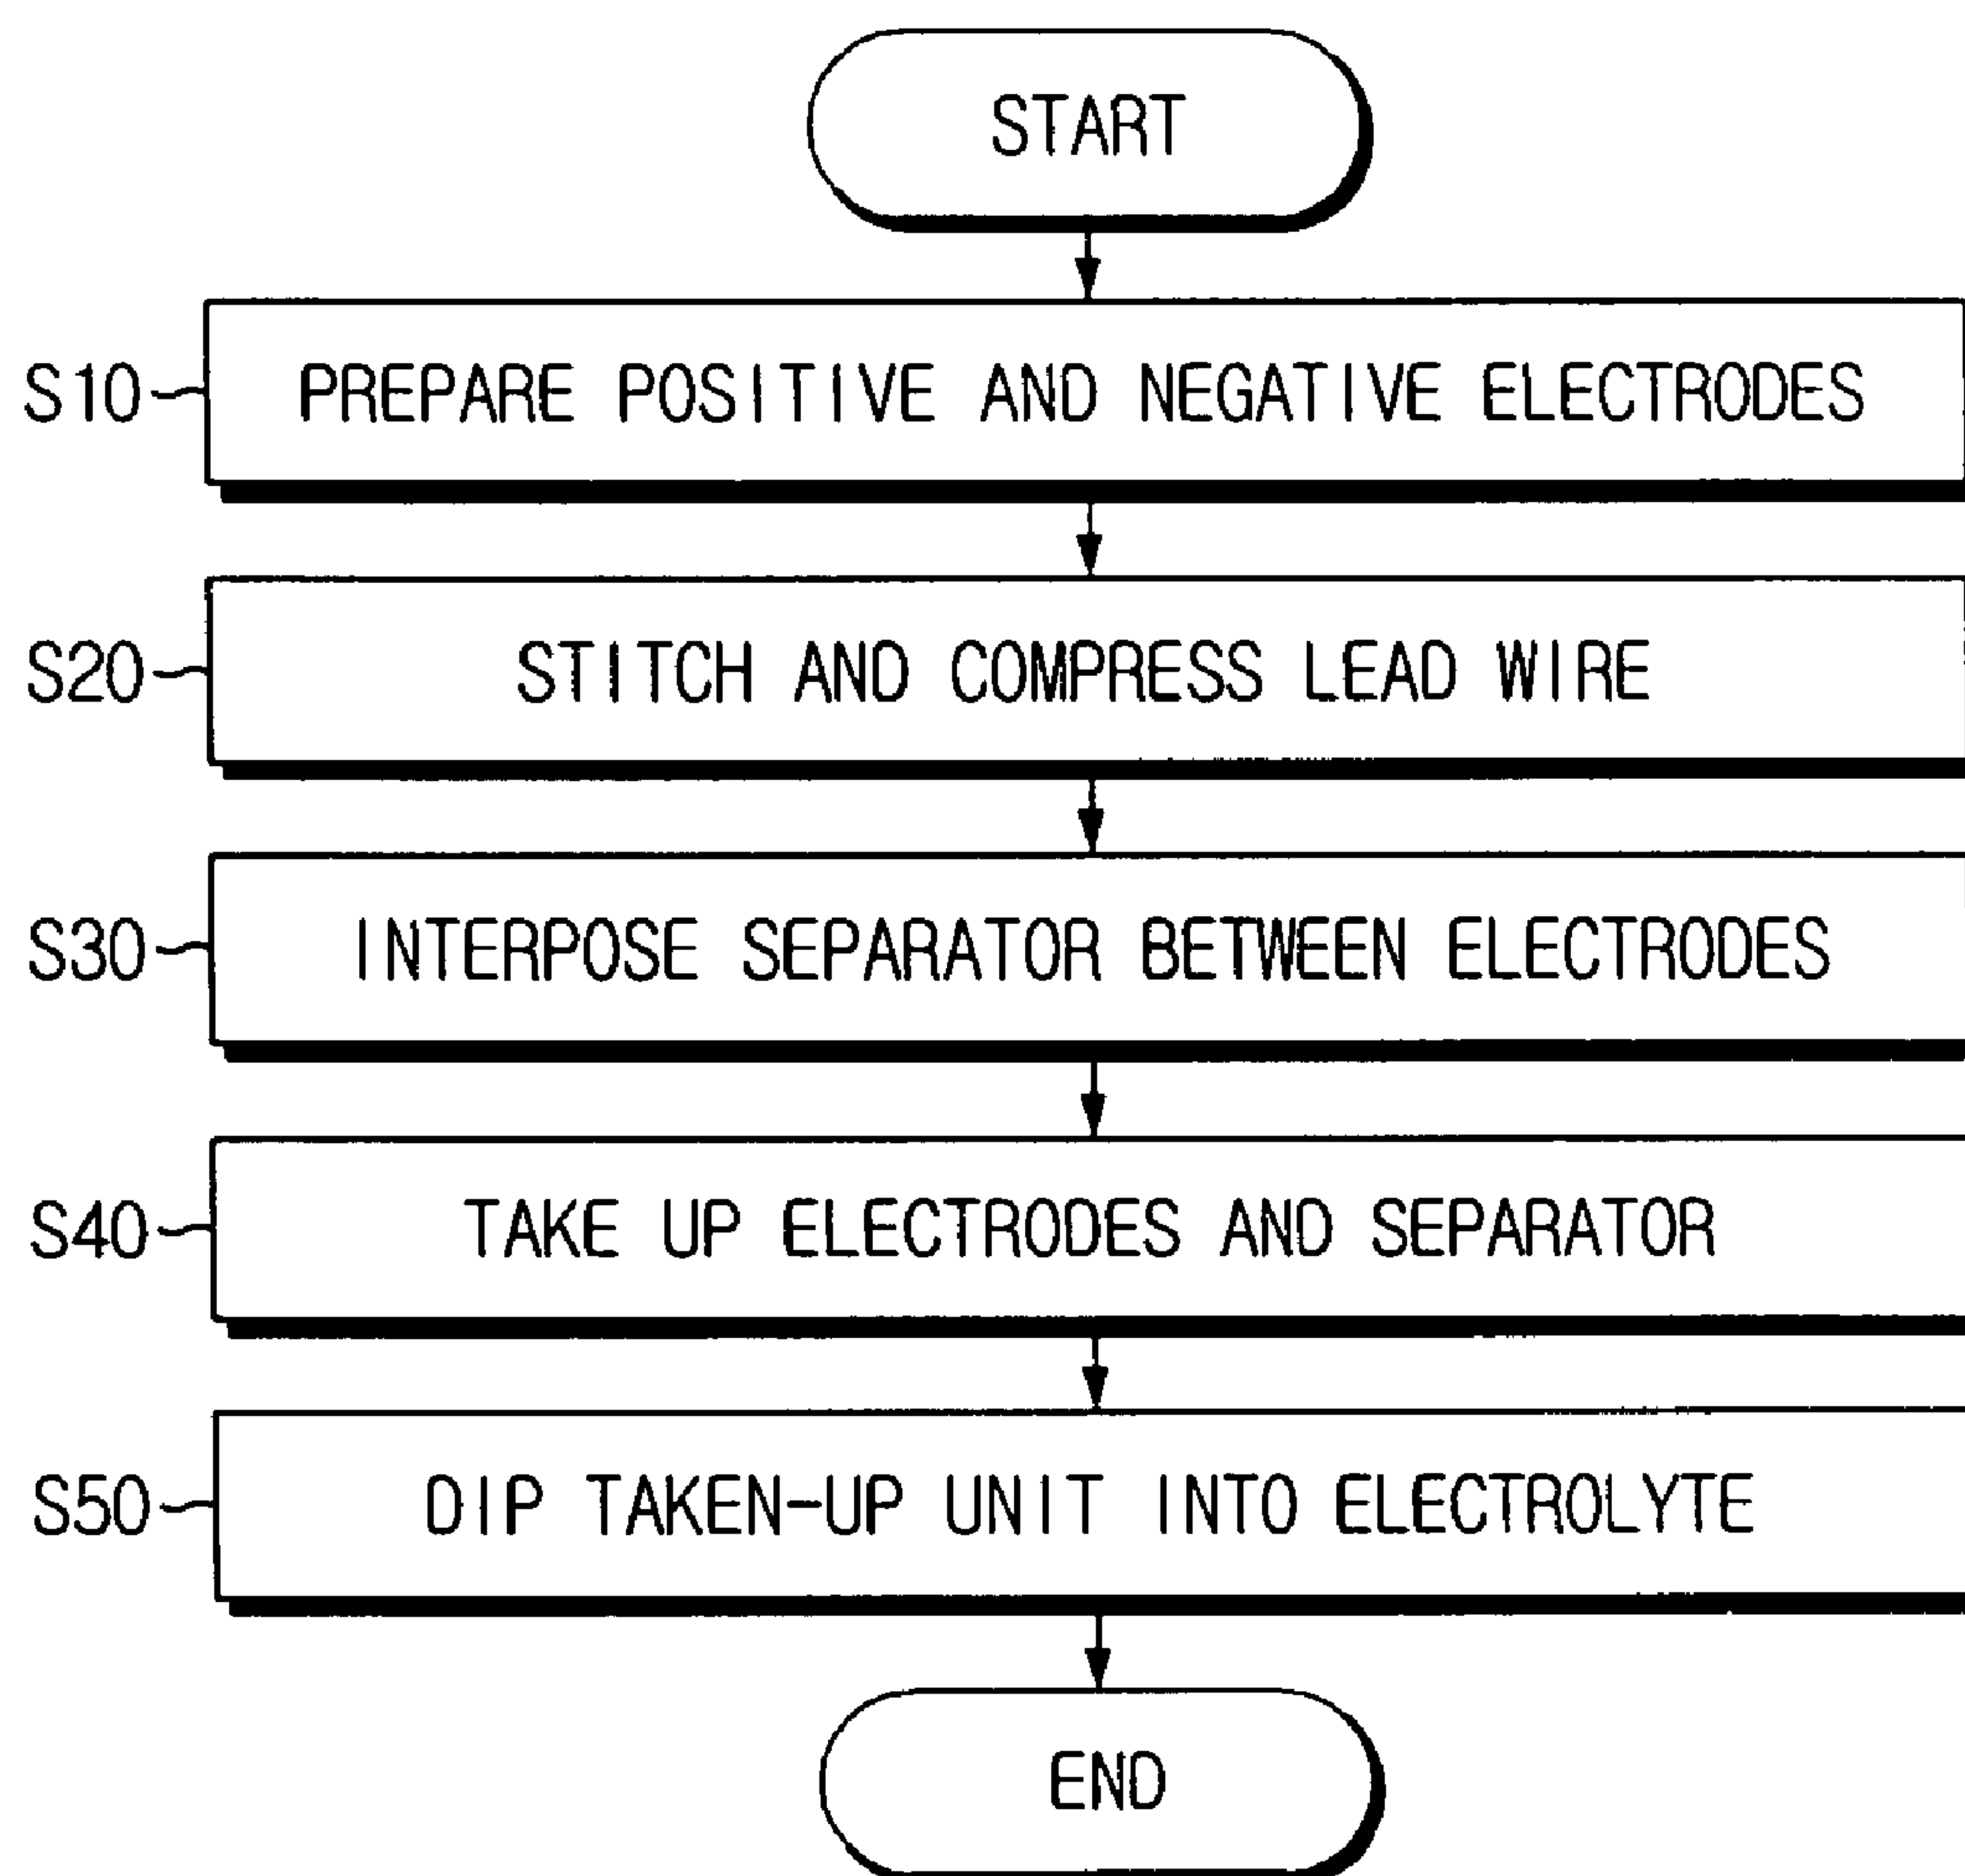 START
S10 PREPARE POSITIVE AND NEGATIVE ELECTRODES
S20 STITCH AND COMPRESS LEAD WIRE
S30 INTERPOSE SEPARATOR BETWEEN ELECTRODES
S40 TAKE UP ELECTRODES AND SEPARATOR
S50 DIP TAKEN-UP UNIT INTO ELECTROLYTE
END